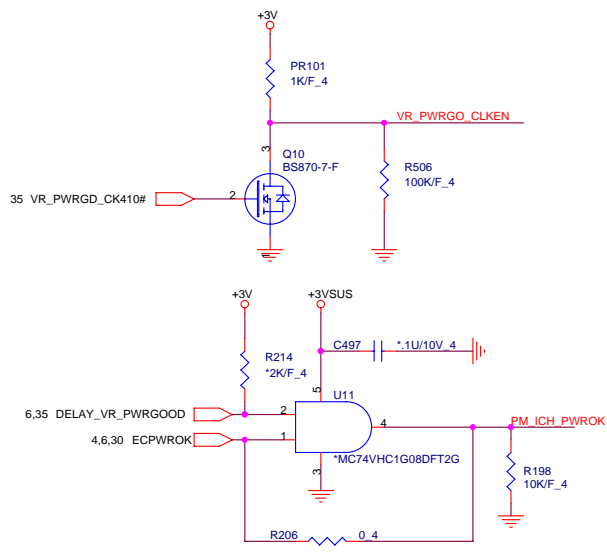 +3V
PR101
1K/F_4
VR_PWRGO_CLKEN
3
Q10
BS870-7-F
R506
100K/F_4
35 VR_PWRGD_CK410#
2
1
+3V
+3VSUS
C497
*.1U/10V_4
R214
*2K/F_4
5
U11
6,35 DELAY_VR_PWRGOOD
2
4
PM_ICH_PWROK
4,6,30 ECPWROK
1
*MC74VHC1G08DFT2G
3
R198
10K/F_4
R206
0_4